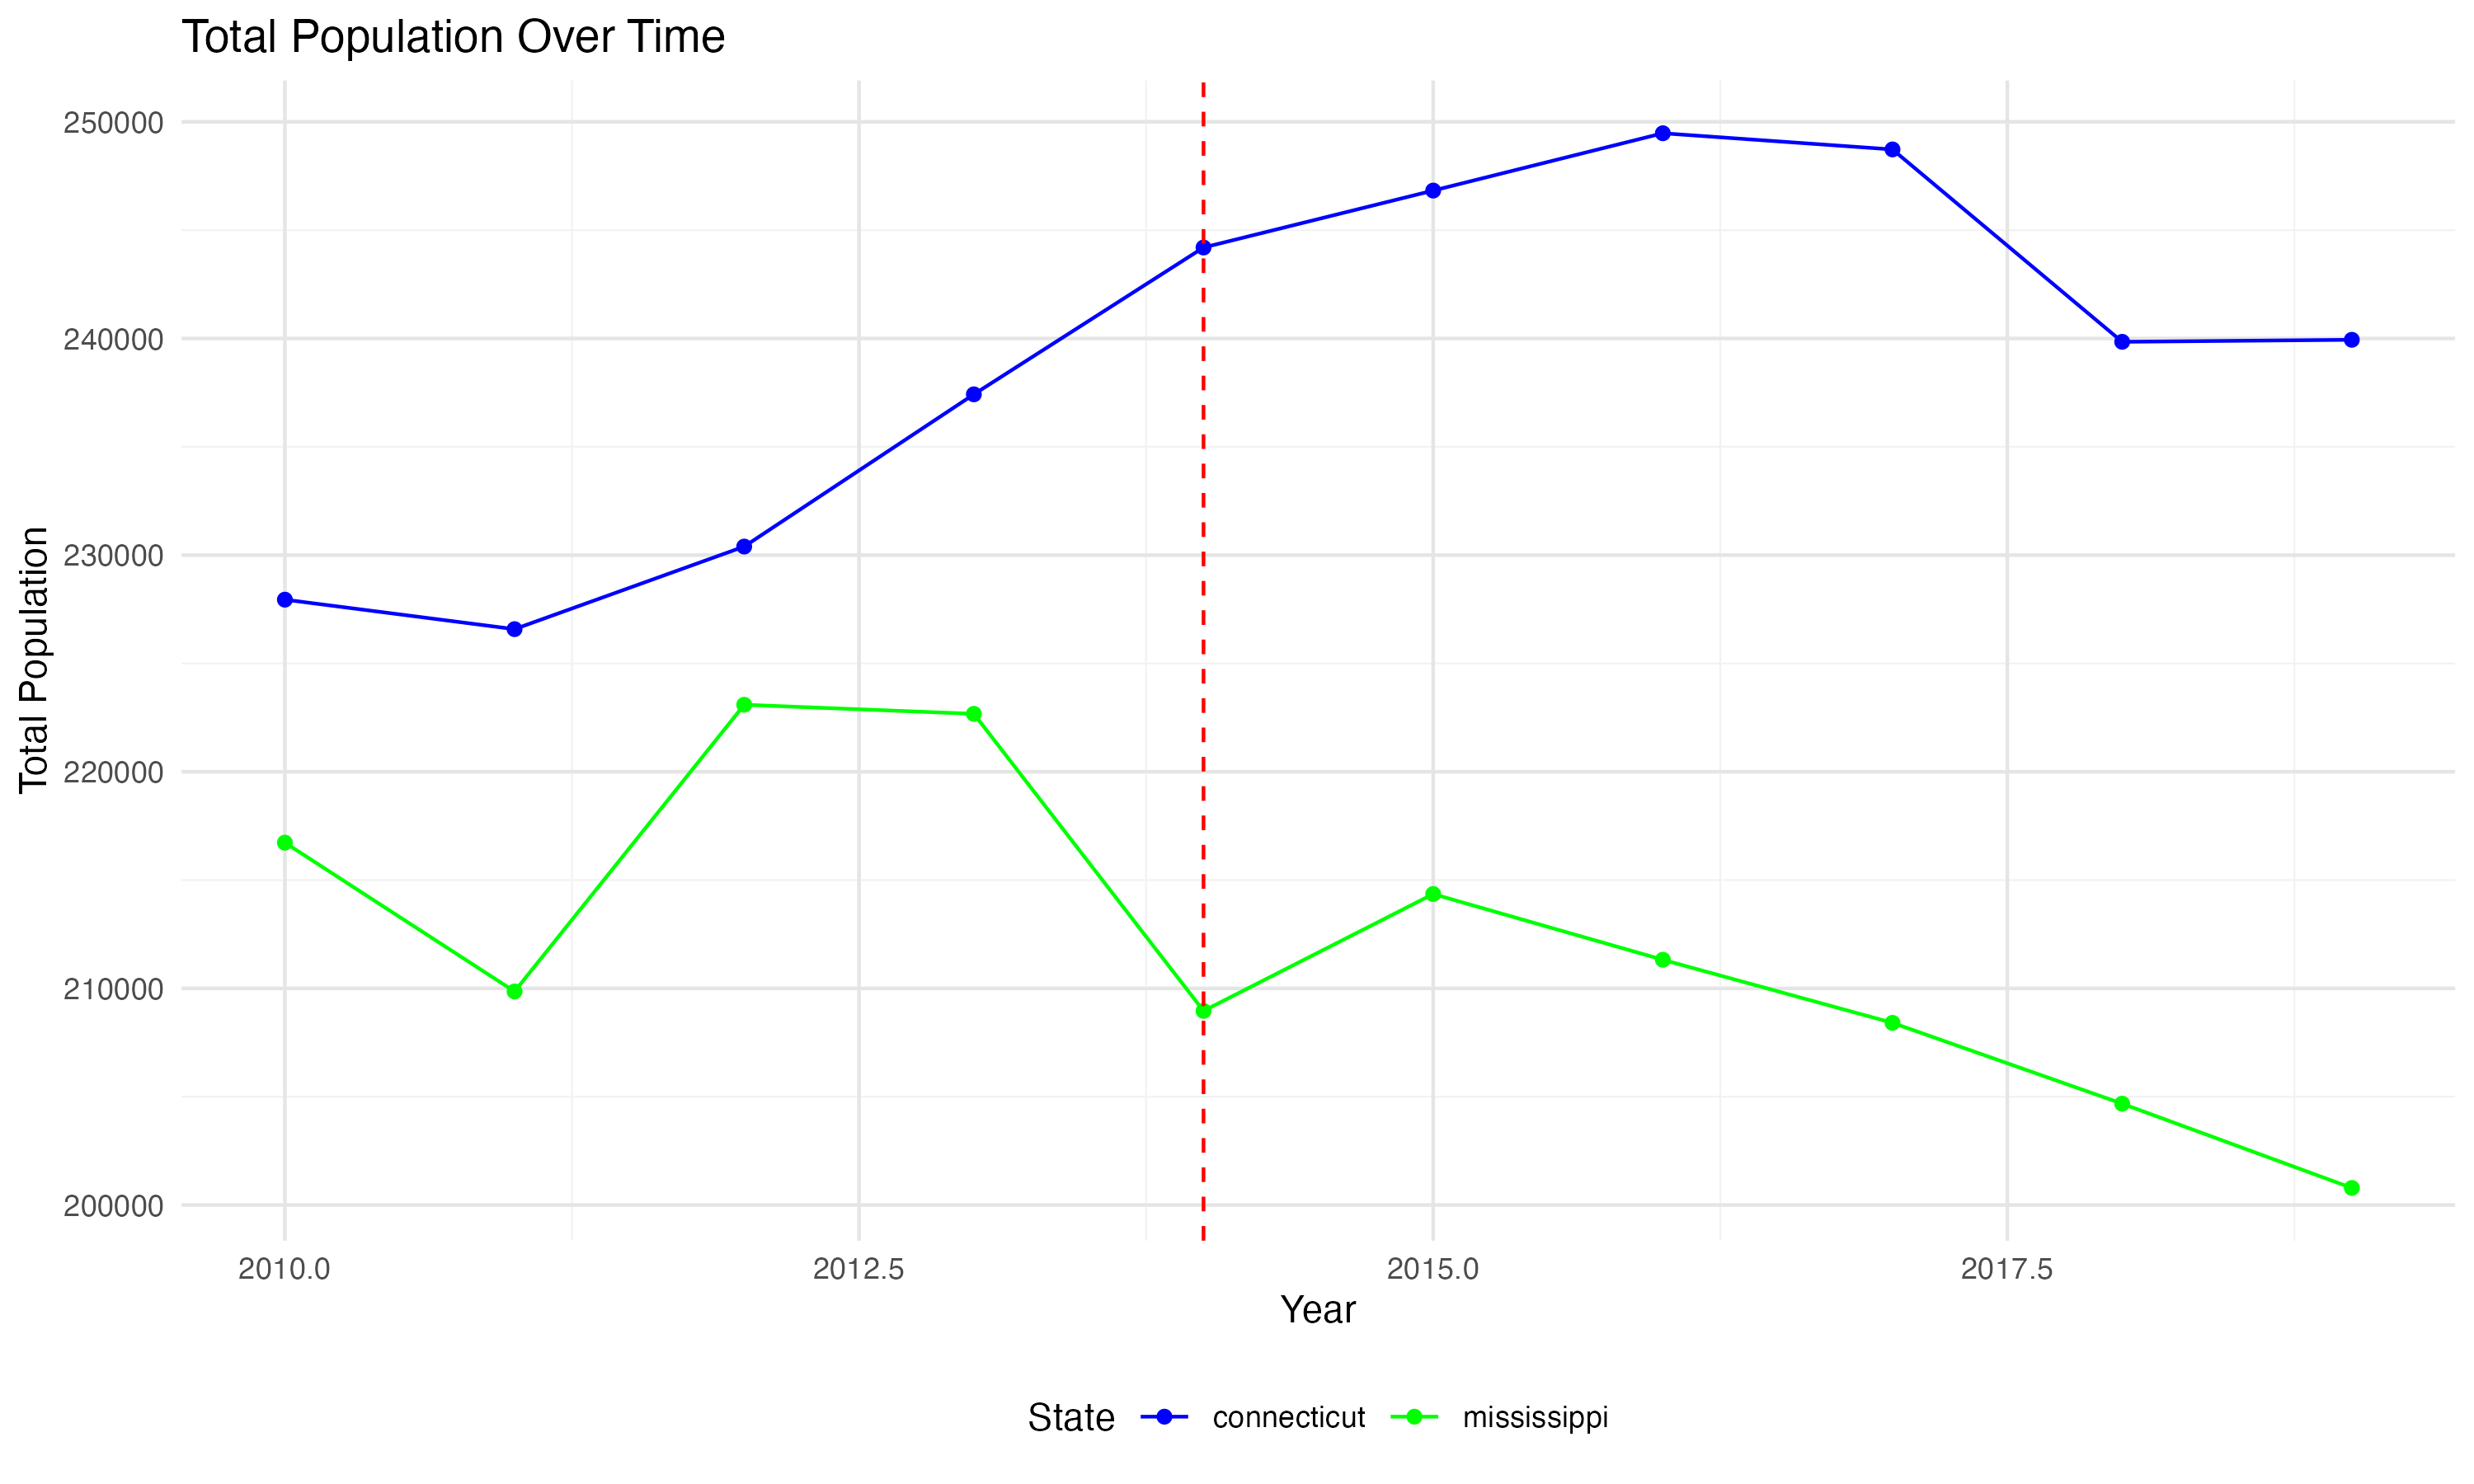 Total Population Over Time
250000
240000
230000
220000
210000
200000
Total Population
2010.0 2012.5 2015.0 2017.5
Year
State connecticut mississippi